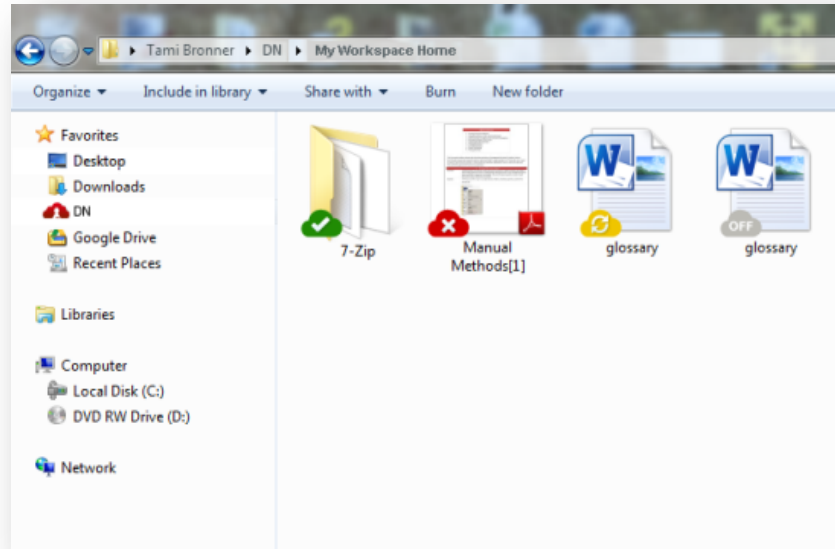 Tami Bronner DN My Workspace Home
Organize Include in library Share with Burn New folder
Favorites
Desktop
Downloads
DN
Google Drive
Recent Places
Libraries
Computer
Local Disk (C:)
DVD RW Drive (D:)
Network
7-Zip
Manual
Methods[1]
W
glossary
W
OFF
glossary